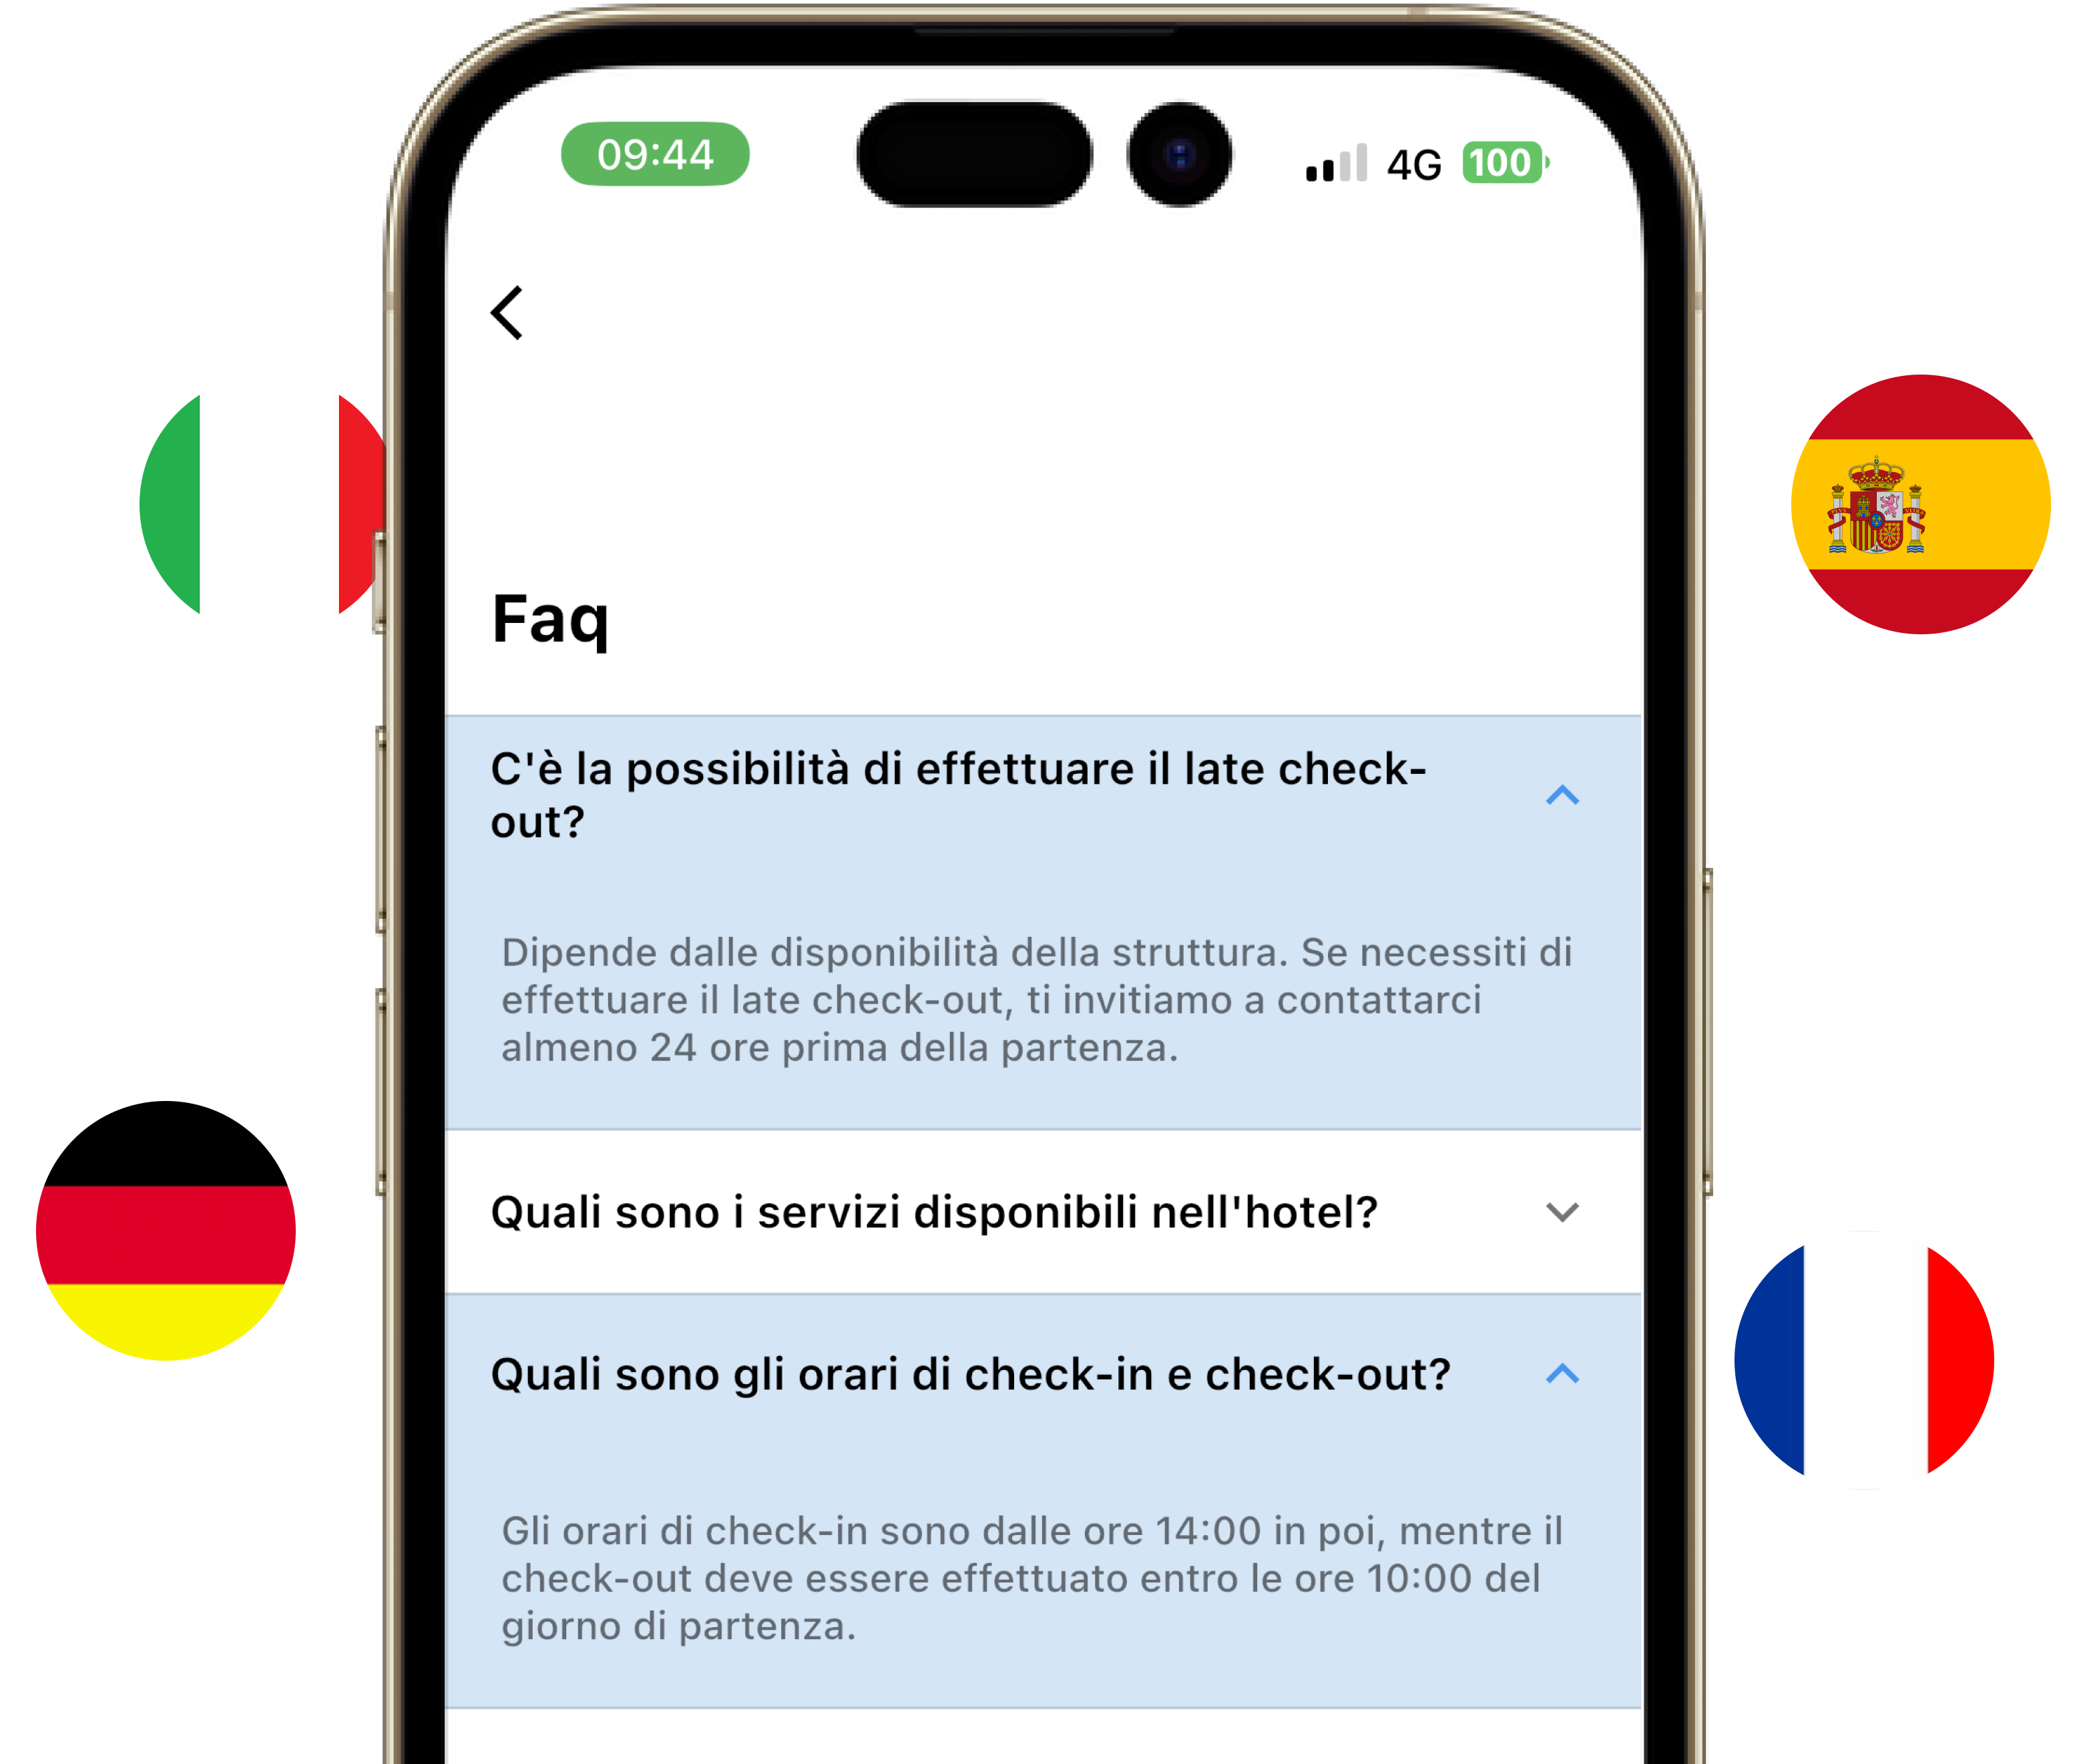 09:44
4G 100
Faq
C'è la possibilità di effettuare il late check-
out?
Dipende dalle disponibilità della struttura. Se necessiti di
effettuare il late check-out, ti invitiamo a contattarci
almeno 24 ore prima della partenza.
Quali sono i servizi disponibili nell'hotel?
Quali sono gli orari di check-in e check-out?
Gli orari di check-in sono dalle ore 14:00 in poi, mentre il
check-out deve essere effettuato entro le ore 10:00 del
giorno di partenza.